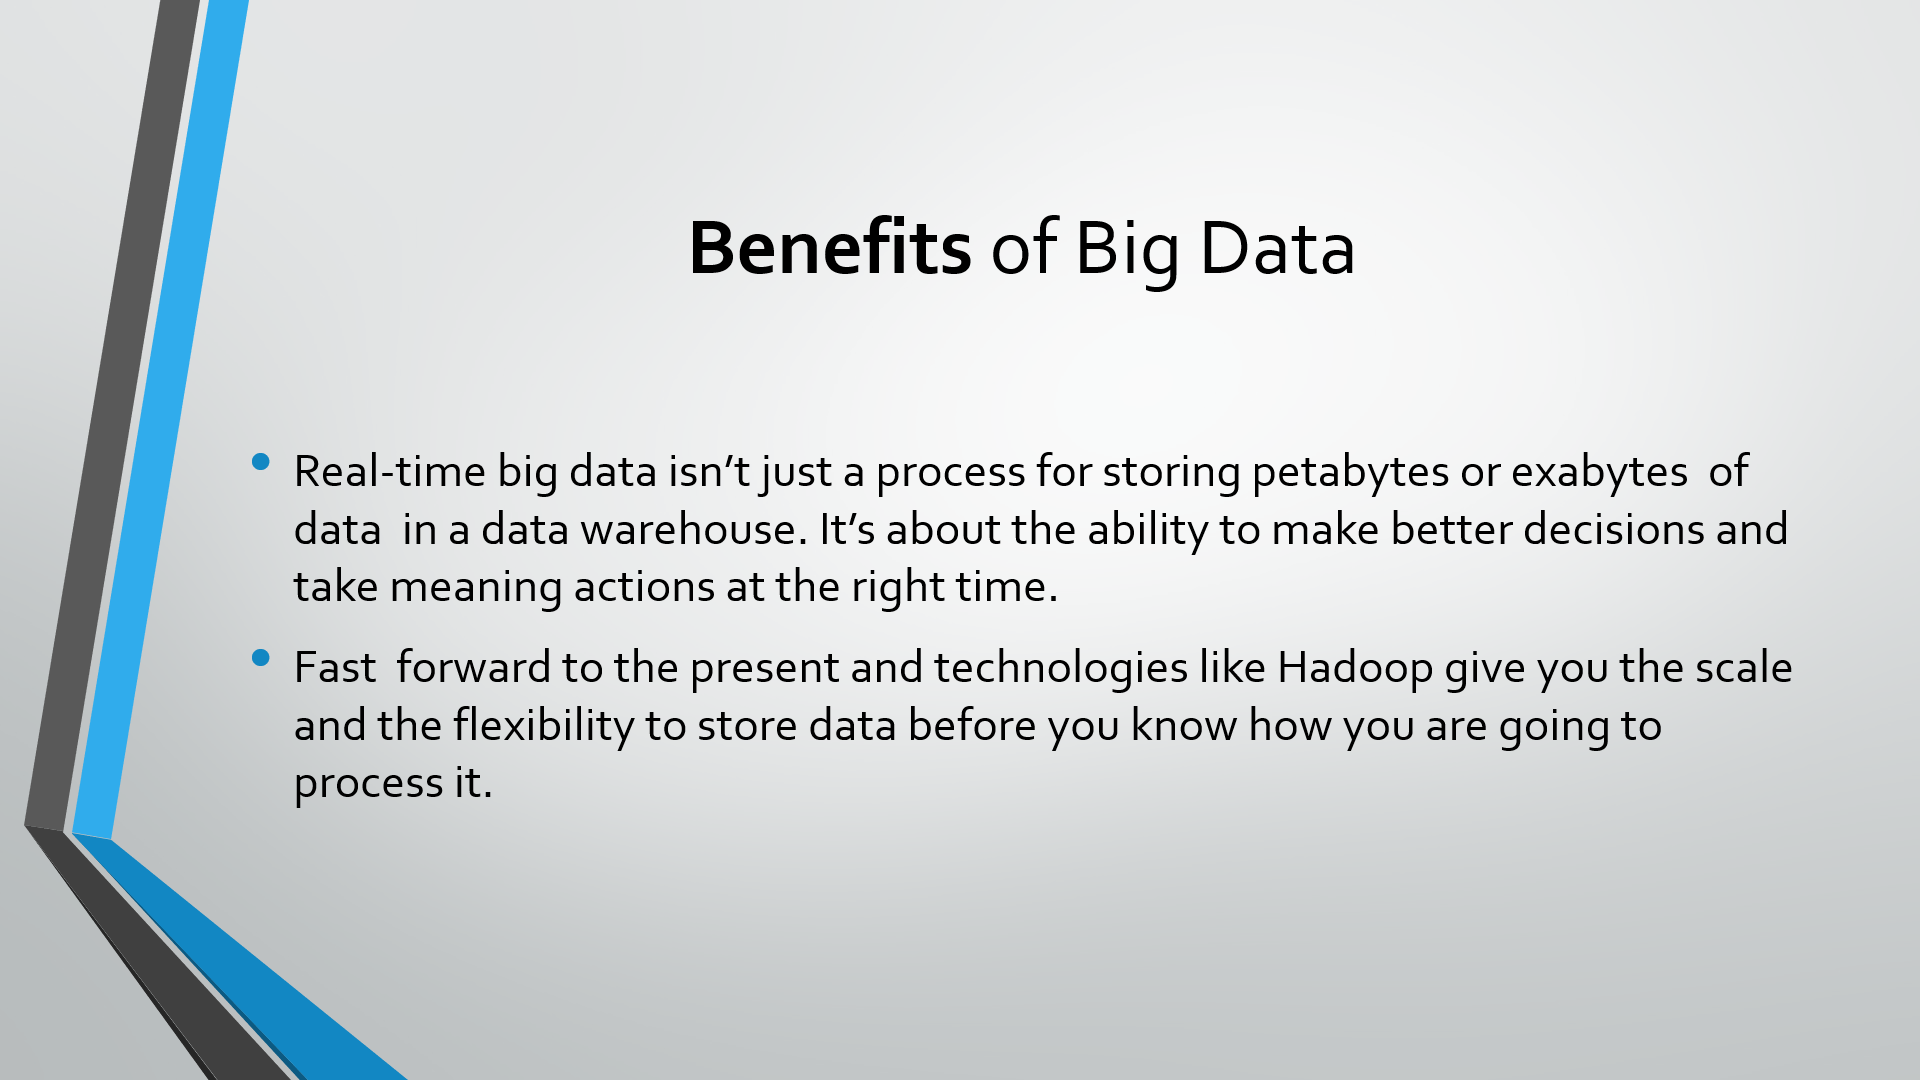 Benefits of Big Data
• Real-time big data isn’t just a process for storing petabytes or exabytes  of
data  in a data warehouse. It’s about the ability to make better decisions and
take meaning actions at the right time.
• Fast  forward to the present and technologies like Hadoop give you the scale
and the flexibility to store data before you know how you are going to
process it.